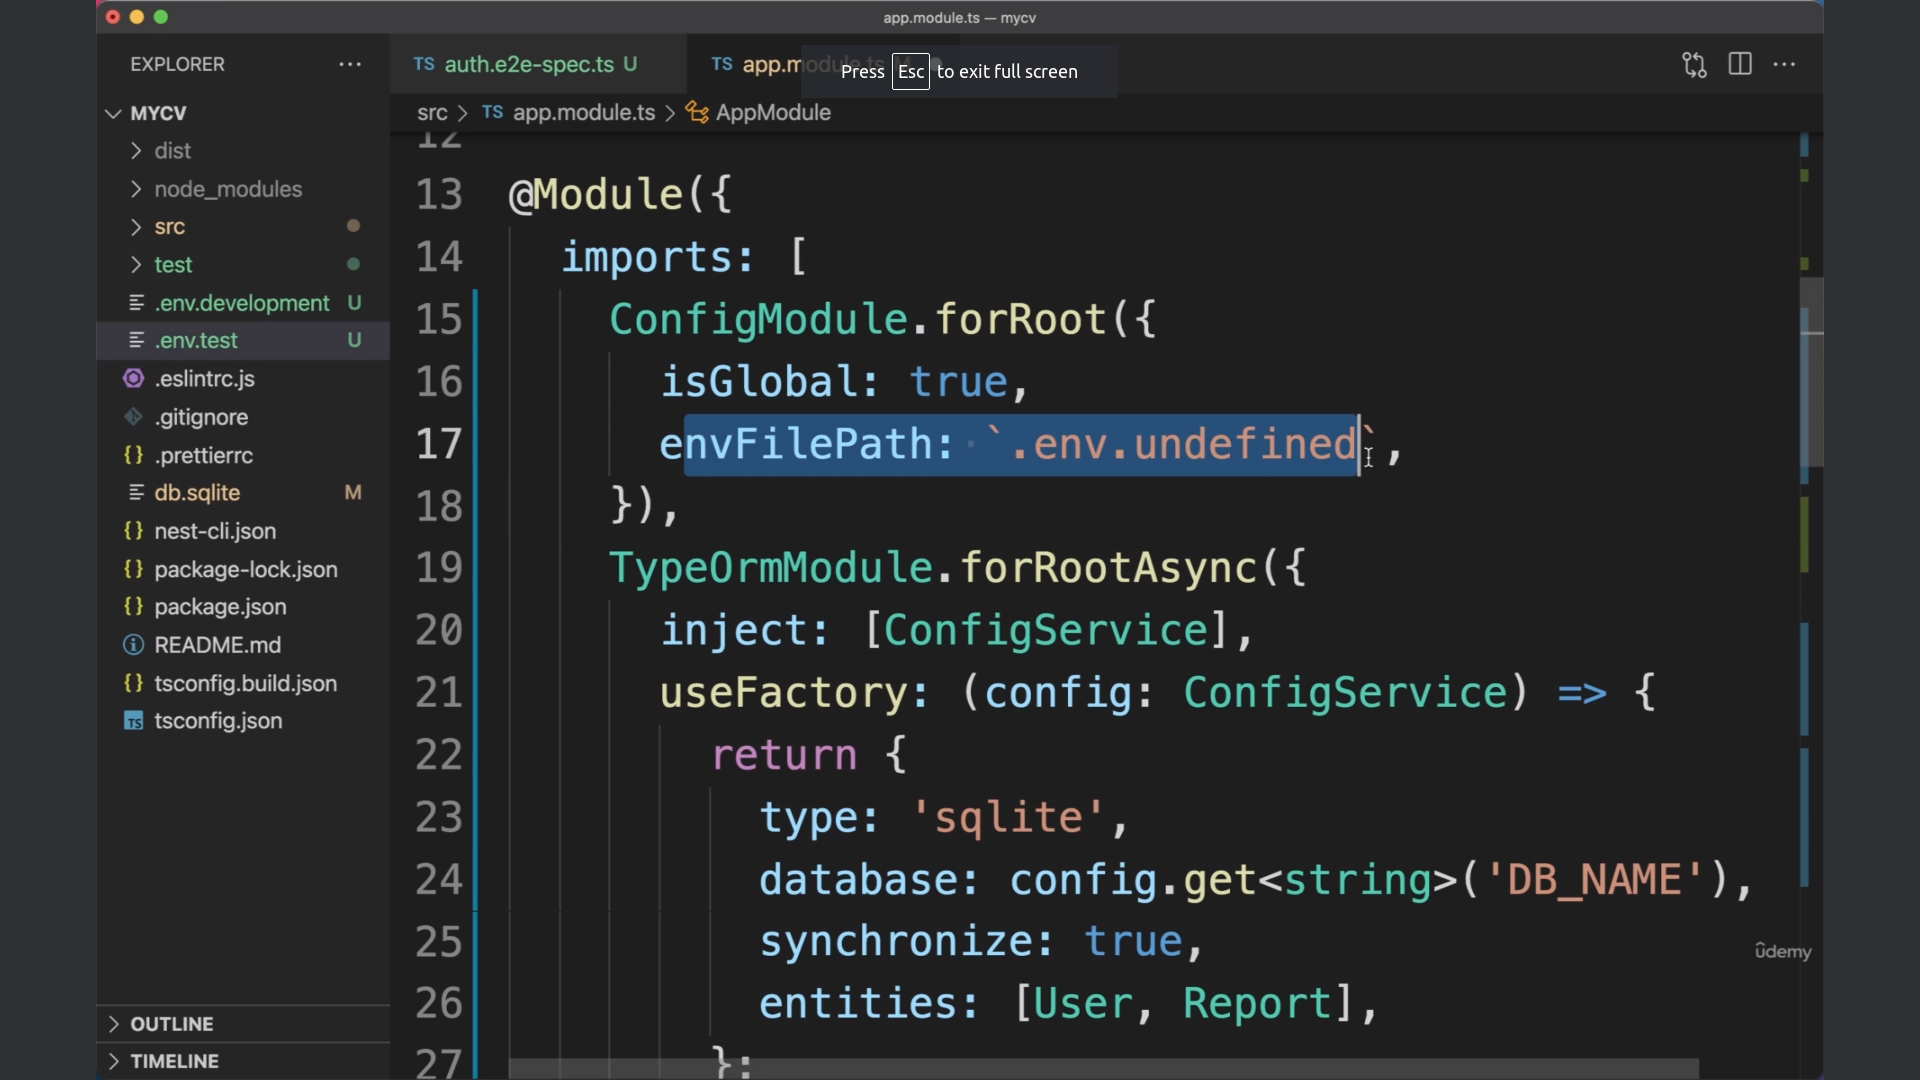 app.module.ts — mycv
EXPLORER
MYCV
dist
node_modules
src
test
.env.development U
.env.test U
.eslintrc.js
.gitignore
.prettierrc
db.sqlite M
nest-cli.json
package-lock.json
package.json
README.md
tsconfig.build.json
TS tsconfig.json
OUTLINE
TIMELINE
TS auth.e2e-spec.ts U
TS app.module.ts M
Press Esc to exit full screen
src > TS app.module.ts > AppModule
12
13 @Module({
14 imports: [
15 ConfigModule.forRoot({
16 isGlobal: true,
17 envFilePath: `.env.undefined`,
18 }),
19 TypeOrmModule.forRootAsync({
20 inject: [ConfigService],
21 useFactory: (config: ConfigService) => {
22 return {
23 type: 'sqlite',
24 database: config.get<string>('DB_NAME'),
25 synchronize: true,
26 entities: [User, Report],
27 };
ûdemy